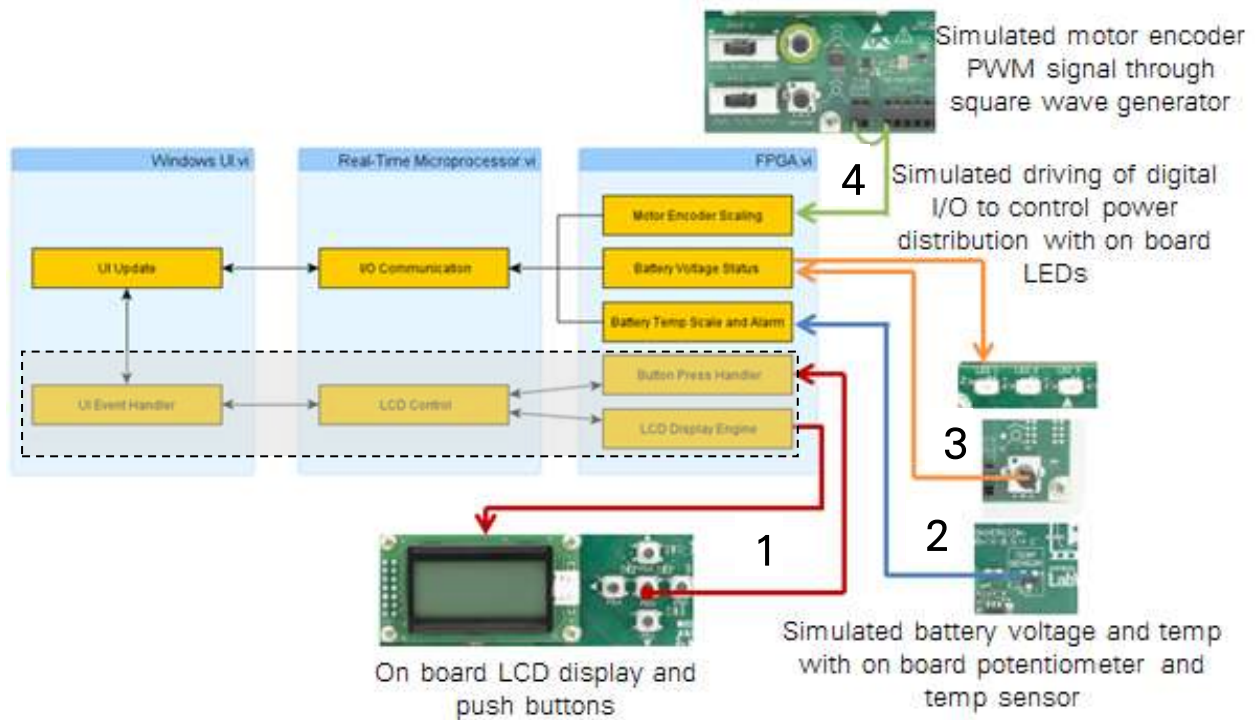 Simulated motor encoder
PWM signal through
square wave generator
Windows UI.vi
Real-Time Microprocessor.vi
FPGA.vi
4
Simulated driving of digital
I/O to control power
distribution with on board
LEDs
Motor Encoder Scaling
UI Update
I/O Communication
Battery Voltage Status
Battery Temp Scale and Alarm
Button Press Handler
UI Event Handler
LCD Control
LCD Display Engine
3
2
1
TEMP
SENSOR
Lab
Simulated battery voltage and temp
with on board potentiometer and
temp sensor
On board LCD display and
push buttons